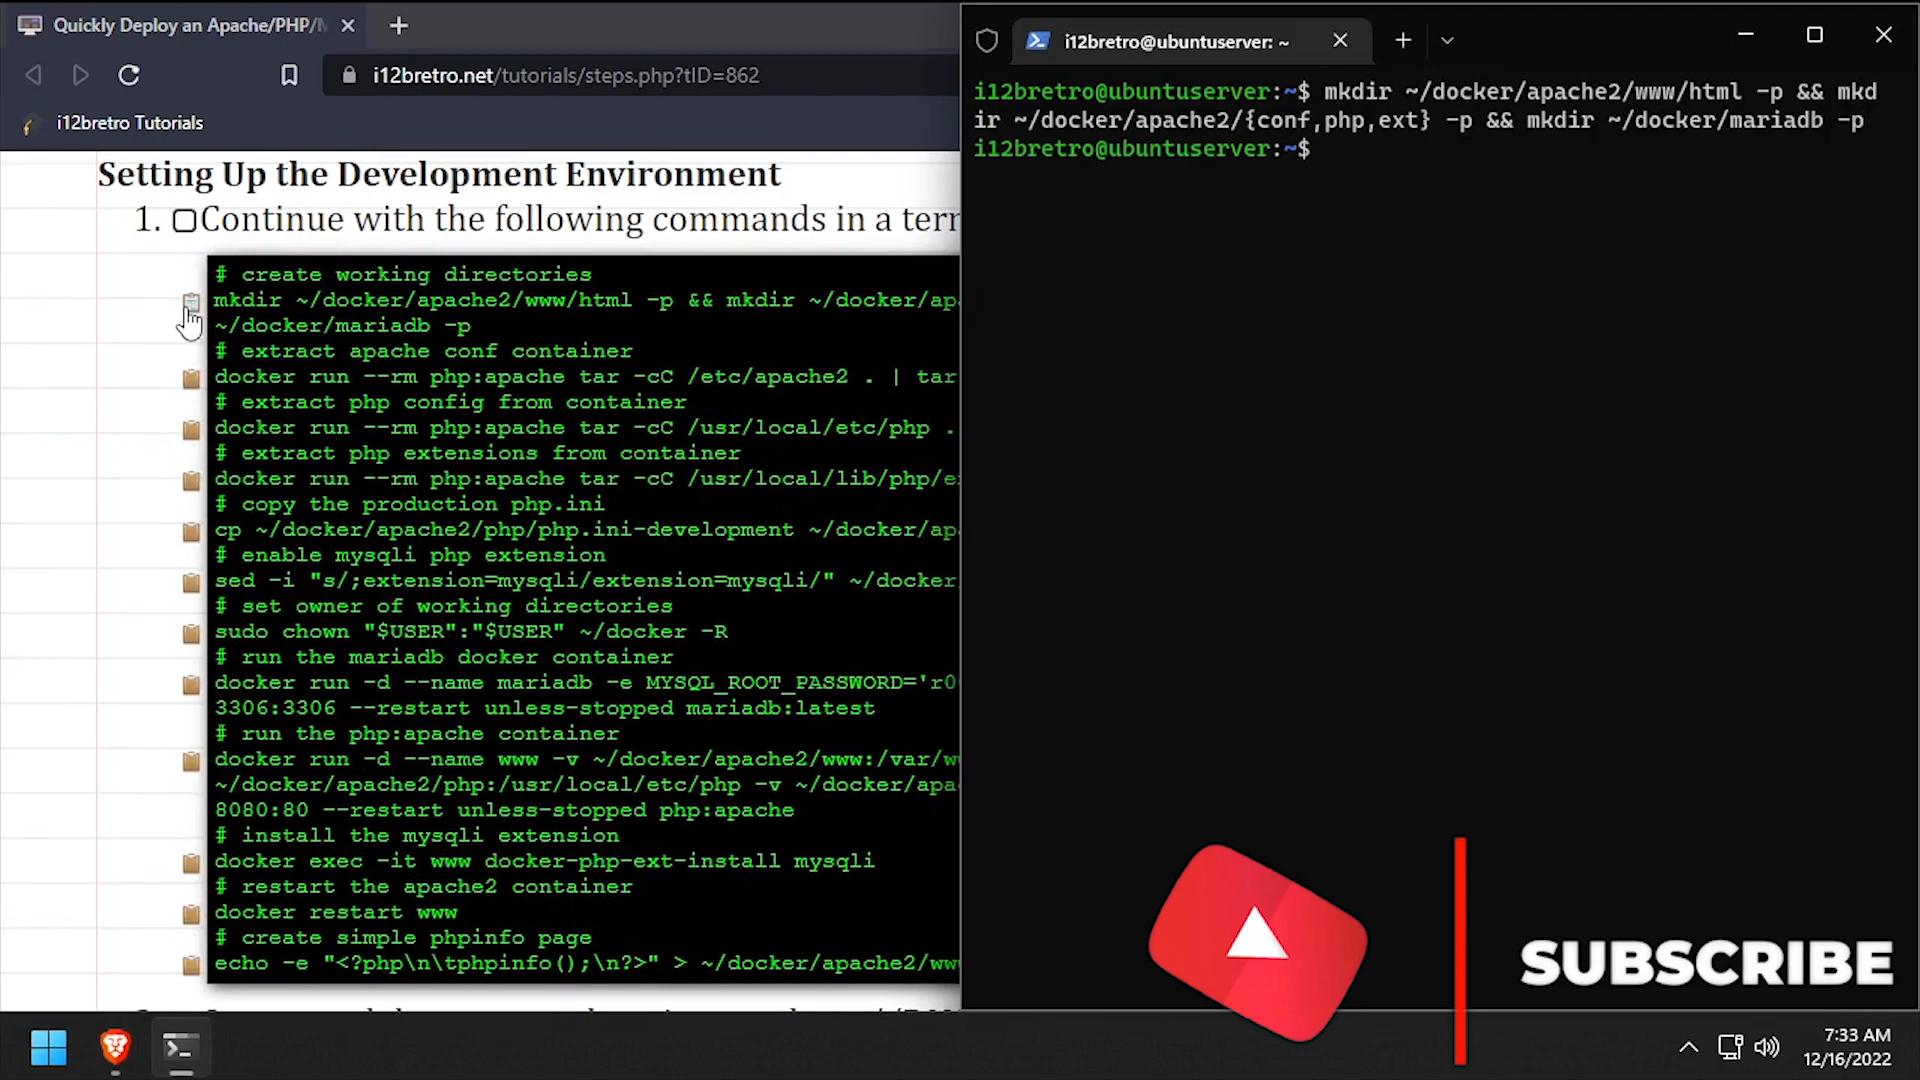 Quickly Deploy an Apache/PHP/
i12bretro.net/tutorials/steps.php?tID=862
i12bretro Tutorials
Setting Up the Development Environment
1. Continue with the following commands in a
# create working directories
mkdir ~/docker/apache2/www/html -p && mkdir ~/docker/ap
~/docker/mariadb -p
# extract apache conf container
docker run --rm php:apache tar -cC /etc/apache2 . | tar
# extract php config from container
docker run --rm php:apache tar -cC /usr/local/etc/php .
# extract php extensions from container
docker run --rm php:apache tar -cC /usr/local/lib/php/e
# copy the production php.ini
cp ~/docker/apache2/php/php.ini-development ~/docker/ap
# enable mysqli php extension
sed -i "s/;extension=mysqli/extension=mysqli/" ~/docker
# set owner of working directories
sudo chown "$USER":"$USER" ~/docker -R
# run the mariadb docker container
docker run -d --name mariadb -e MYSQL_ROOT_PASSWORD='r0
3306:3306 --restart unless-stopped mariadb:latest
# run the php:apache container
docker run -d --name www -v ~/docker/apache2/www:/var/w
~/docker/apache2/php:/usr/local/etc/php -v ~/docker/apa
8080:80 --restart unless-stopped php:apache
# install the mysqli extension
docker exec -it www docker-php-ext-install mysqli
# restart the apache2 container
docker restart www
# create simple phpinfo page
echo -e "<?php\n\tphpinfo();\n?>" > ~/docker/apache2/ww
i12bretro@ubuntuserver: ~
i12bretro@ubuntuserver:~$ mkdir ~/docker/apache2/www/html -p && mkd
ir ~/docker/apache2/{conf,php,ext} -p && mkdir ~/docker/mariadb -p
i12bretro@ubuntuserver:~$
SUBSCRIBE
7:33 AM
12/16/2022